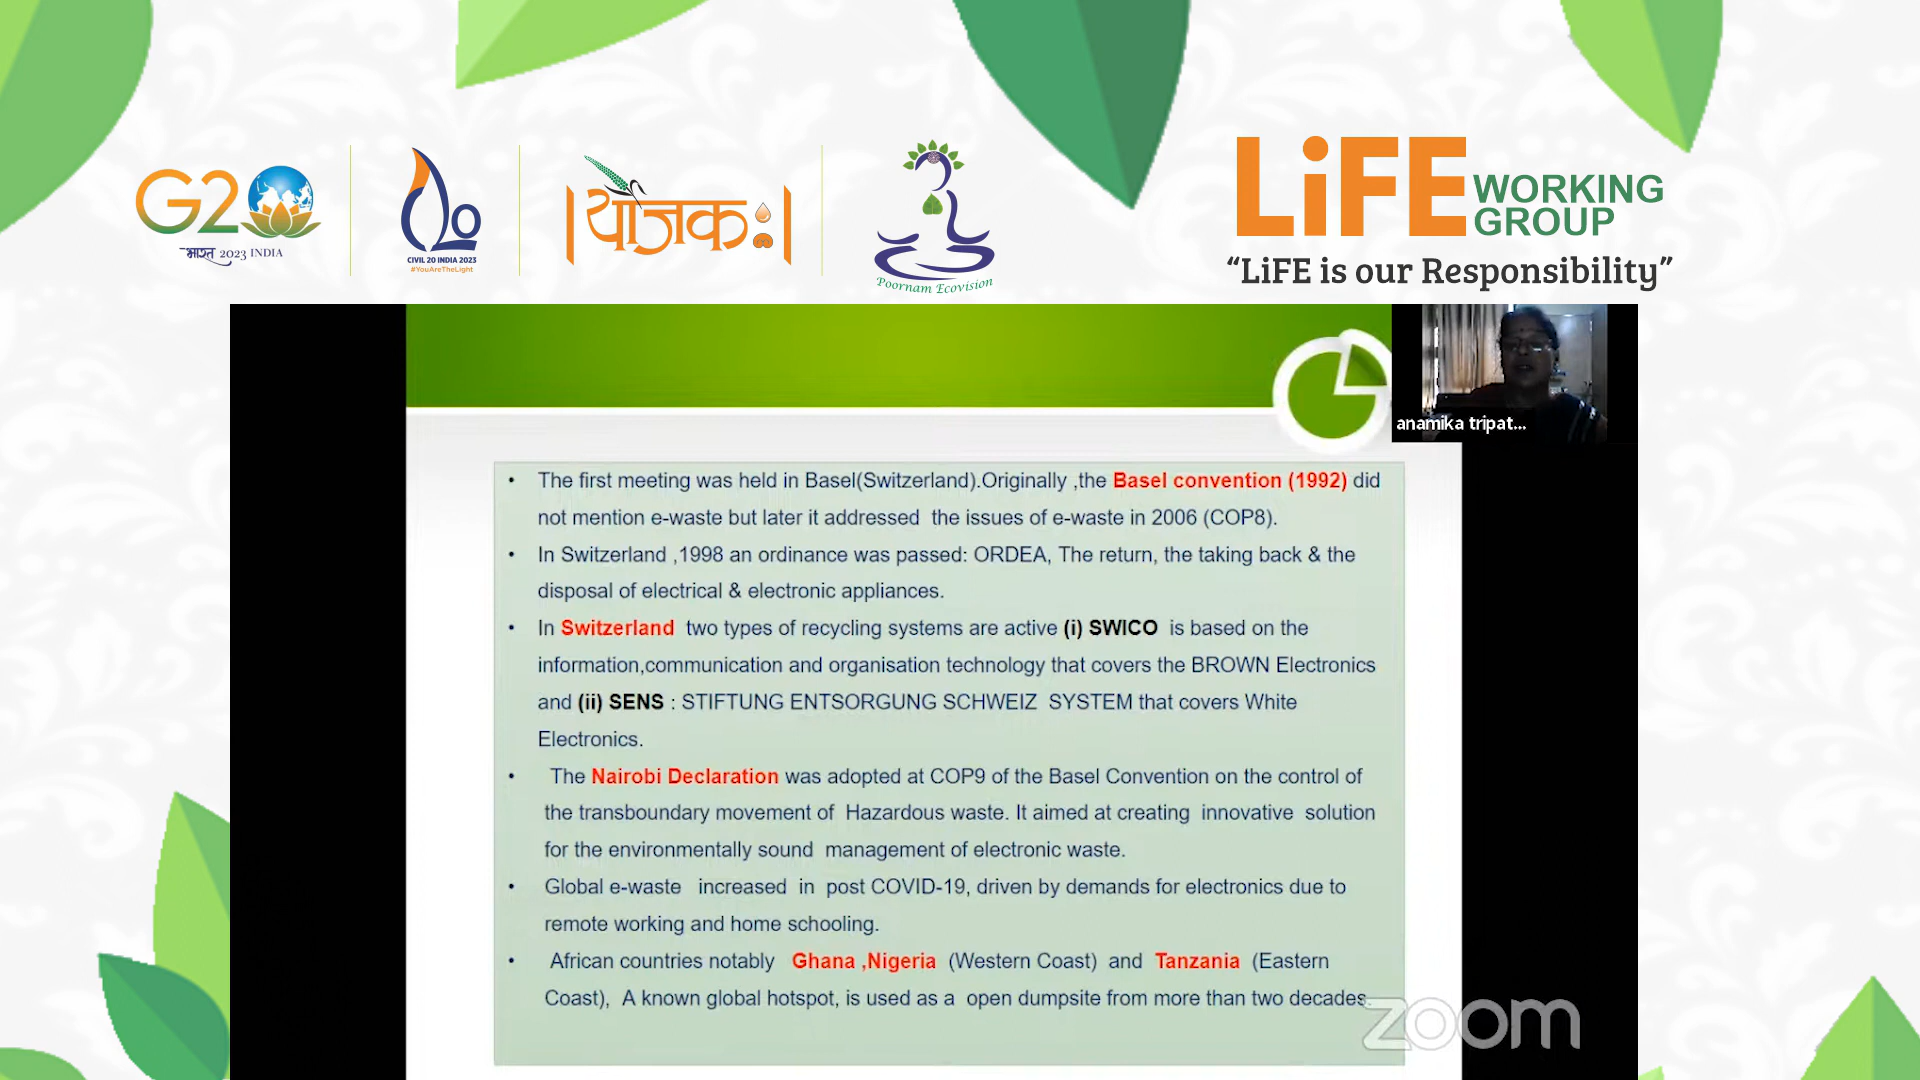 G20
भारत 2023 INDIA
CIVIL 20 INDIA 2023
#YouAreTheLight
याेजकः
Poornam Ecovision
LiFE WORKING
GROUP
“LiFE is our Responsibility”
anamika tripat...
• The first meeting was held in Basel(Switzerland).Originally ,the Basel convention (1992) did
not mention e-waste but later it addressed the issues of e-waste in 2006 (COP8).
• In Switzerland ,1998 an ordinance was passed: ORDEA, The return, the taking back & the
disposal of electrical & electronic appliances.
• In Switzerland two types of recycling systems are active (i) SWICO is based on the
information,communication and organisation technology that covers the BROWN Electronics
and (ii) SENS : STIFTUNG ENTSORGUNG SCHWEIZ SYSTEM that covers White
Electronics.
• The Nairobi Declaration was adopted at COP9 of the Basel Convention on the control of
the transboundary movement of Hazardous waste. It aimed at creating innovative solution
for the environmentally sound management of electronic waste.
• Global e-waste increased in post COVID-19, driven by demands for electronics due to
remote working and home schooling.
• African countries notably Ghana ,Nigeria (Western Coast) and Tanzania (Eastern
Coast), A known global hotspot, is used as a open dumpsite from more than two decades.
zoom